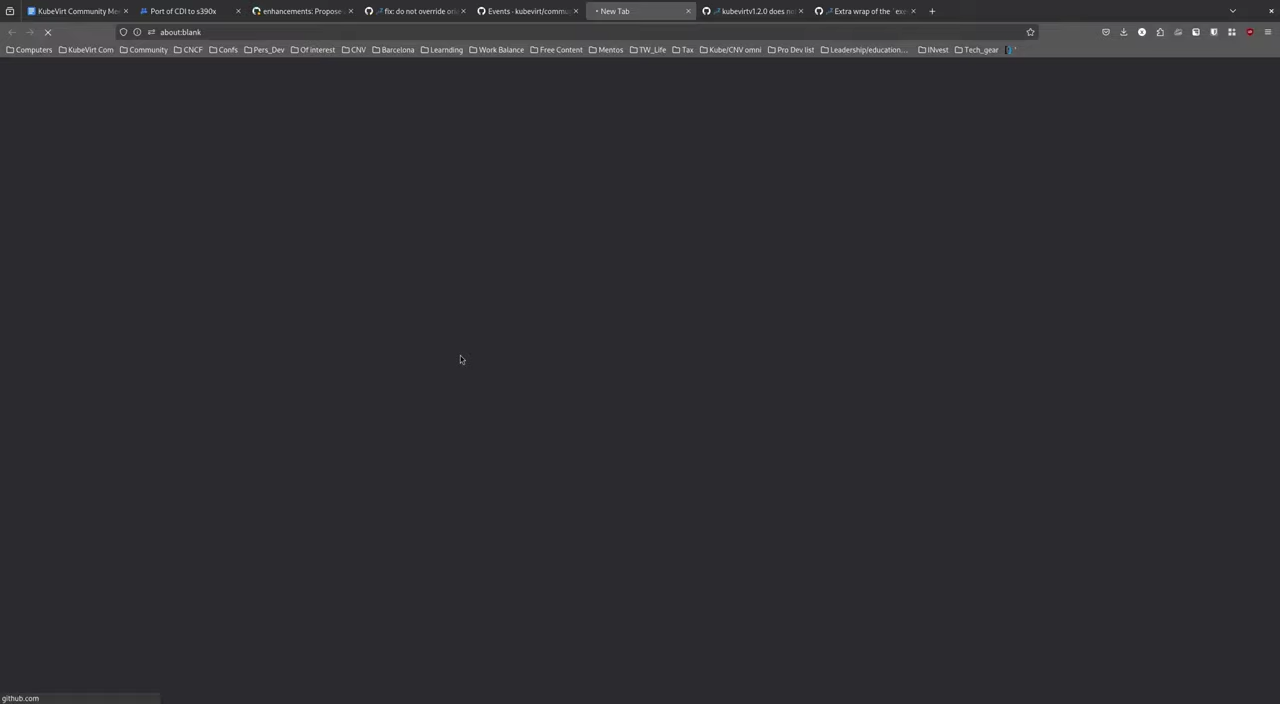 KubeVirt Community Me
Port of CDI to s390x
enhancements: Propose
fix: do not override ori
Events · kubevirt/commu
New Tab
kubevirtv1.2.0 does no
Extra wrap of the `exe
about:blank
Computers
KubeVirt Com
Community
CNCF
Confs
Pers_Dev
Of interest
CNV
Barcelona
Learnding
Work Balance
Free Content
Mentos
TW_Life
Tax
Kube/CNV omni
Pro Dev list
Leadership/education…
INvest
Tech_gear
github.com